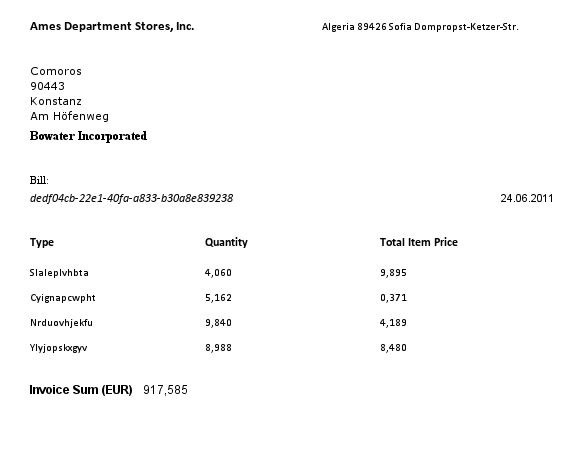 Ames Department Stores, Inc. Algeria 89426 Sofia Dompropst-Ketzer-Str.
Comoros
90443
Konstanz
Am Höfenweg
Bowater Incorporated
Bill:
dedf04cb-22e1-40fa-a833-b30a8e839238 24.06.2011
Type Quantity Total Item Price
Slaleplvhbta 4,060 9,895
Cyignapcwpht 5,162 0,371
Nrduovhjekfu 9,840 4,189
Ylyjopskxgyv 8,988 8,480
Invoice Sum (EUR) 917,585